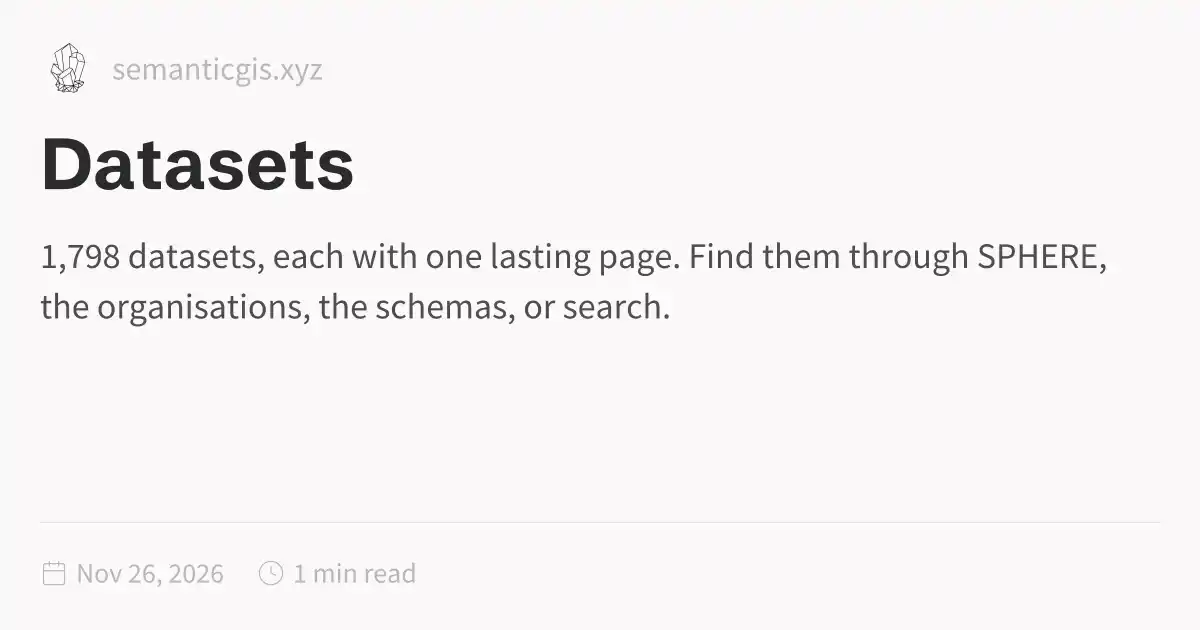 semanticgis.xyz
Datasets
1,798 datasets, each with one lasting page. Find them through SPHERE,
the organisations, the schemas, or search.
Nov 26, 2026
1 min read